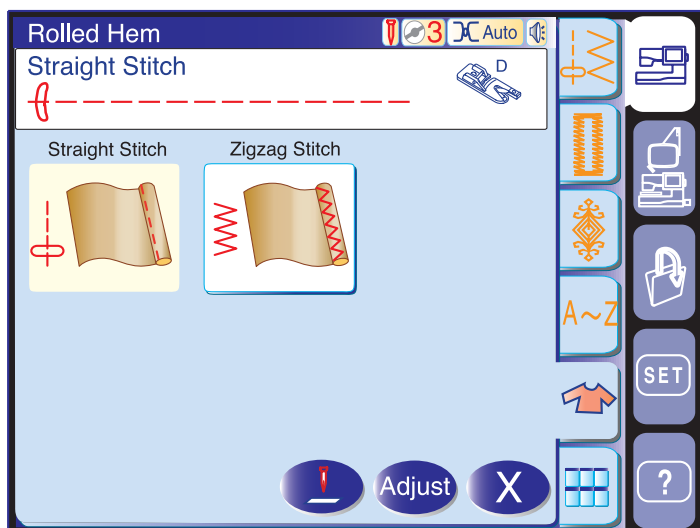 Rolled Hem 3 Auto
Straight Stitch D
Straight Stitch Zigzag Stitch
A~Z
SET
Adjust X
?